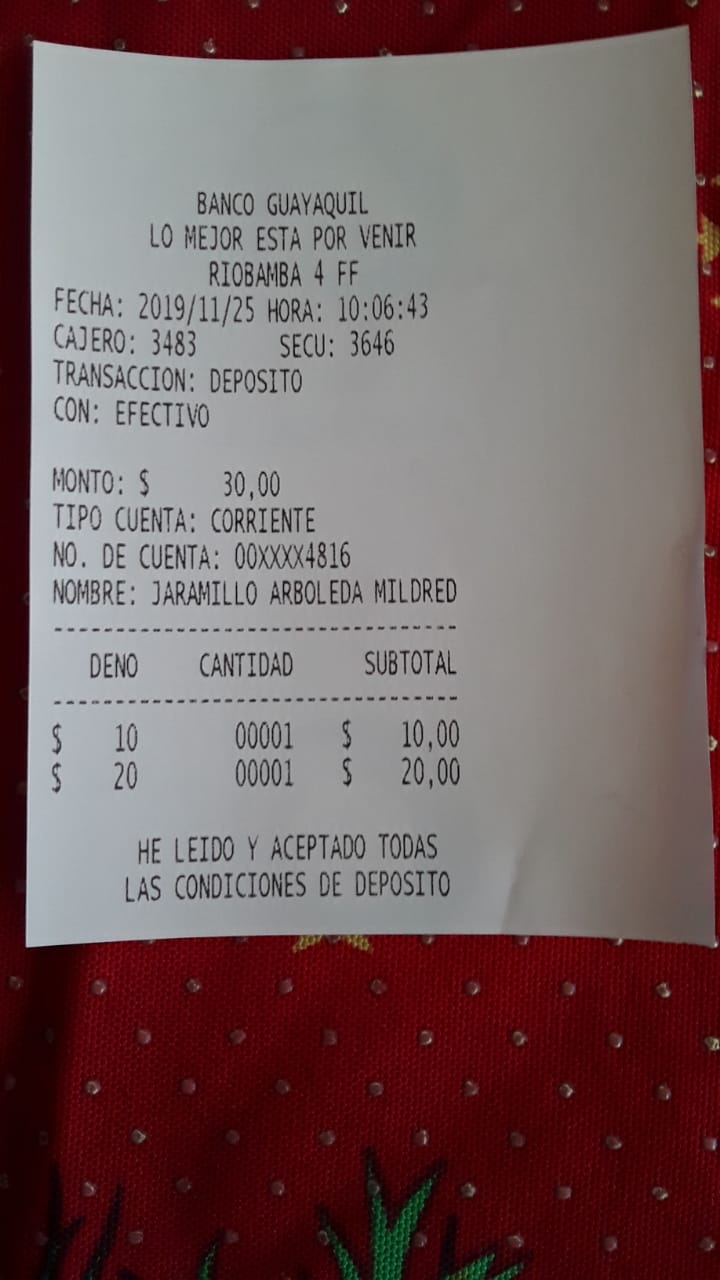 BANCO GUAYAQUIL
LO MEJOR ESTA POR VENIR
RIOBAMBA 4 FF
FECHA: 2019/11/25 HORA: 10:06:43
CAJERO: 3483 SECU: 3646
TRANSACCION: DEPOSITO
CON: EFECTIVO
MONTO: $ 30,00
TIPO CUENTA: CORRIENTE
NO. DE CUENTA: 00XXXX4816
NOMBRE: JARAMILLO ARBOLEDA MILDRED
DENO CANTIDAD SUBTOTAL
$ 10 00001 $ 10,00
$ 20 00001 $ 20,00
HE LEIDO Y ACEPTADO TODAS
LAS CONDICIONES DE DEPOSITO